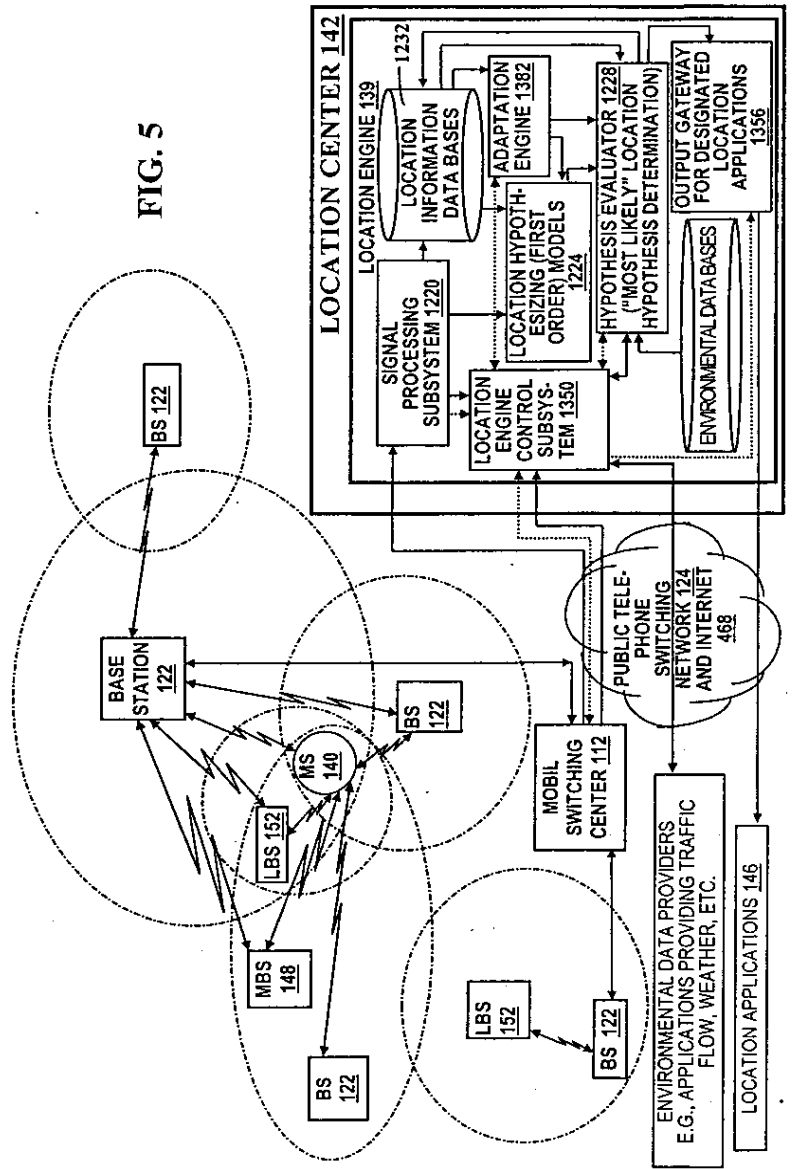 FIG. 5
BS 122
BASE
STATION
122
MS
140
BS
122
LBS 152
MBS
148
BS
122
LBS
152
BS 122
MOBIL
SWITCHING
CENTER 112
PUBLIC TELE-
PHONE
SWITCHING
NETWORK 124
AND INTERNET
468
ENVIRONMENTAL DATA PROVIDERS
E.G., APPLICATIONS PROVIDING TRAFFIC
FLOW, WEATHER, ETC.
LOCATION APPLICATIONS 146
LOCATION CENTER 142
LOCATION ENGINE 139
1232
SIGNAL
PROCESSING
SUBSYSTEM 1220
LOCATION
INFORMATION
DATA BASES
ADAPTATION
ENGINE 1382
LOCATION HYPOTH-
ESIZING (FIRST
ORDER) MODELS
1224
LOCATION
ENGINE
CONTROL
SUBSYS-
TEM 1350
HYPOTHESIS EVALUATOR 1228
("MOST LIKELY" LOCATION
HYPOTHESIS DETERMINATION)
ENVIRONMENTAL DATA BASES
OUTPUT GATEWAY
FOR DESIGNATED
LOCATION
APPLICATIONS
1356